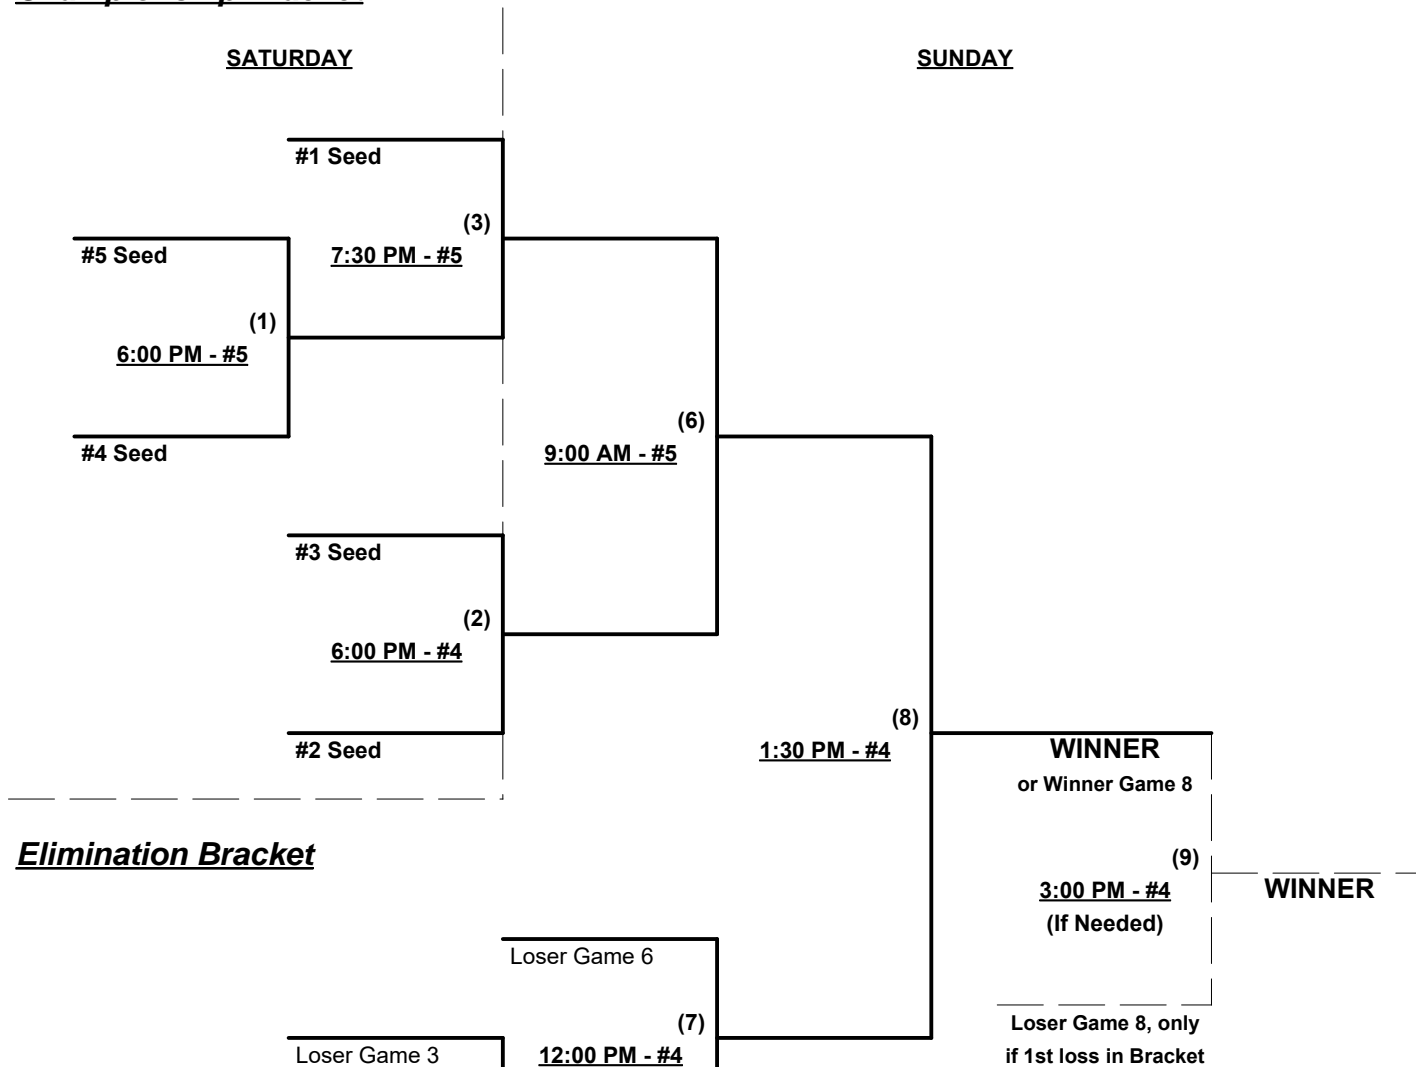 SATURDAY
SUNDAY
#1 Seed
(3)
#5 Seed
7:30 PM - #5
(1)
6:00 PM - #5
(6)
#4 Seed
9:00 AM - #5
#3 Seed
(2)
6:00 PM - #4
(8)
#2 Seed
1:30 PM - #4
WINNER
or Winner Game 8
Elimination Bracket
(9)
3:00 PM - #4
WINNER
(If Needed)
Loser Game 6
(7)
Loser Game 8, only
Loser Game 3
12:00 PM - #4
if 1st loss in Bracket